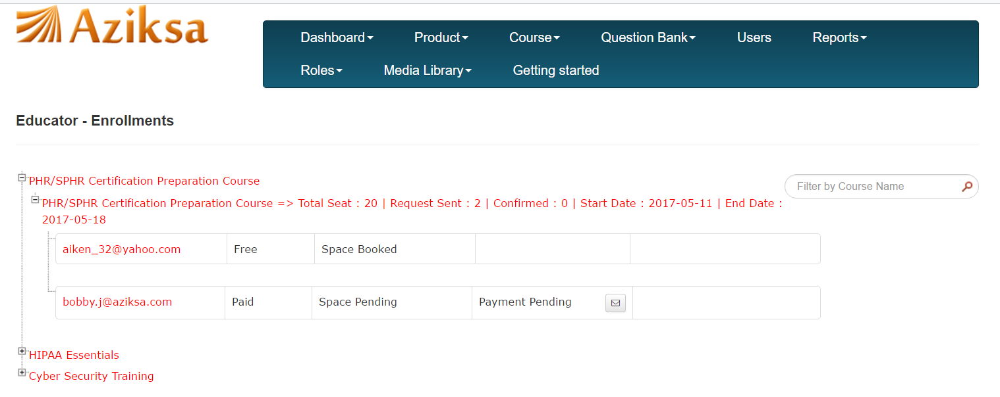 Aziksa
Dashboard Product Course Question Bank Users Reports
Roles Media Library Getting started
Educator - Enrollments
PHR/SPHR Certification Preparation Course
Filter by Course Name
PHR/SPHR Certification Preparation Course => Total Seat : 20 | Request Sent : 2 | Confirmed : 0 | Start Date : 2017-05-11 | End Date :
2017-05-18
aiken_32@yahoo.com Free Space Booked
bobby.j@aziksa.com Paid Space Pending Payment Pending
HIPAA Essentials
Cyber Security Training